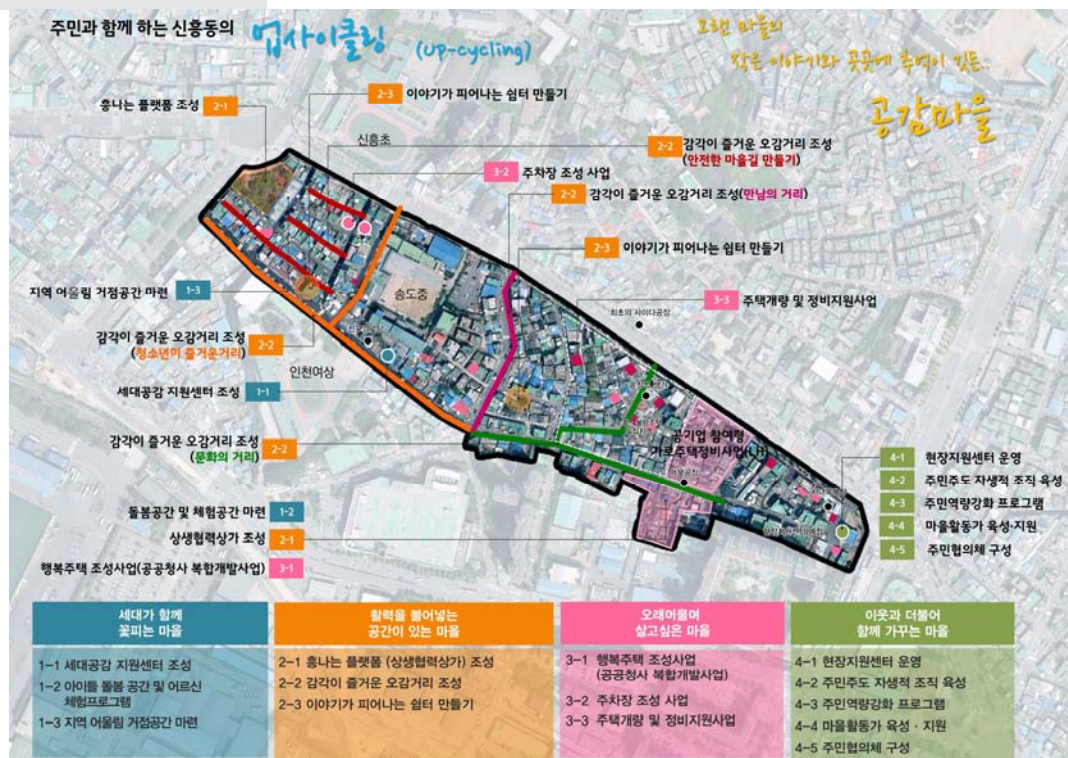 주민과 함께 하는 신흥동의 업사이클링 (up-cycling)
오랜 마을의
작은 이야기와 곳곳에 추억이 깃든..
공감마을
흥나는 플랫폼 조성 2-1
2-3 이야기가 피어나는 쉼터 만들기
신흥초
2-2 감각이 즐거운 오감거리 조성
(안전한 마을길 만들기)
3-2 주차장 조성 사업
2-2 감각이 즐거운 오감거리 조성(만남의 거리)
2-3 이야기가 피어나는 쉼터 만들기
지역 어울림 거점공간 마련 1-3
송도중
3-3 주택개량 및 정비지원사업
최초의 사이다공장
감각이 즐거운 오감거리 조성
(청소년이 즐거운거리) 2-2
인천여상
세대공감 지원센터 조성 1-1
감각이 즐거운 오감거리 조성
(문화의 거리) 2-2
공기업 참여형
가로주택정비사업(LH)
4-1 현장지원센터 운영
4-2 주민주도 자생적 조직 육성
4-3 주민역량강화 프로그램
4-4 마을활동가 육성·지원
4-5 주민협의체 구성
돌봄공간 및 체험공간 마련 1-2
상생협력상가 조성 2-1
행복주택 조성사업(공공청사 복합개발사업) 3-1
세대가 함께
꽃피는 마을
1-1 세대공감 지원센터 조성
1-2 아이들 돌봄 공간 및 어르신
체험프로그램
1-3 지역 어울림 거점공간 마련
활력을 불어넣는
공간이 있는 마을
2-1 흥나는 플랫폼 (상생협력상가) 조성
2-2 감각이 즐거운 오감거리 조성
2-3 이야기가 피어나는 쉼터 만들기
오래머물며
살고싶은 마을
3-1 행복주택 조성사업
(공공청사 복합개발사업)
3-2 주차장 조성 사업
3-3 주택개량 및 정비지원사업
이웃과 더불어
함께 가꾸는 마을
4-1 현장지원센터 운영
4-2 주민주도 자생적 조직 육성
4-3 주민역량강화 프로그램
4-4 마을활동가 육성 · 지원
4-5 주민협의체 구성